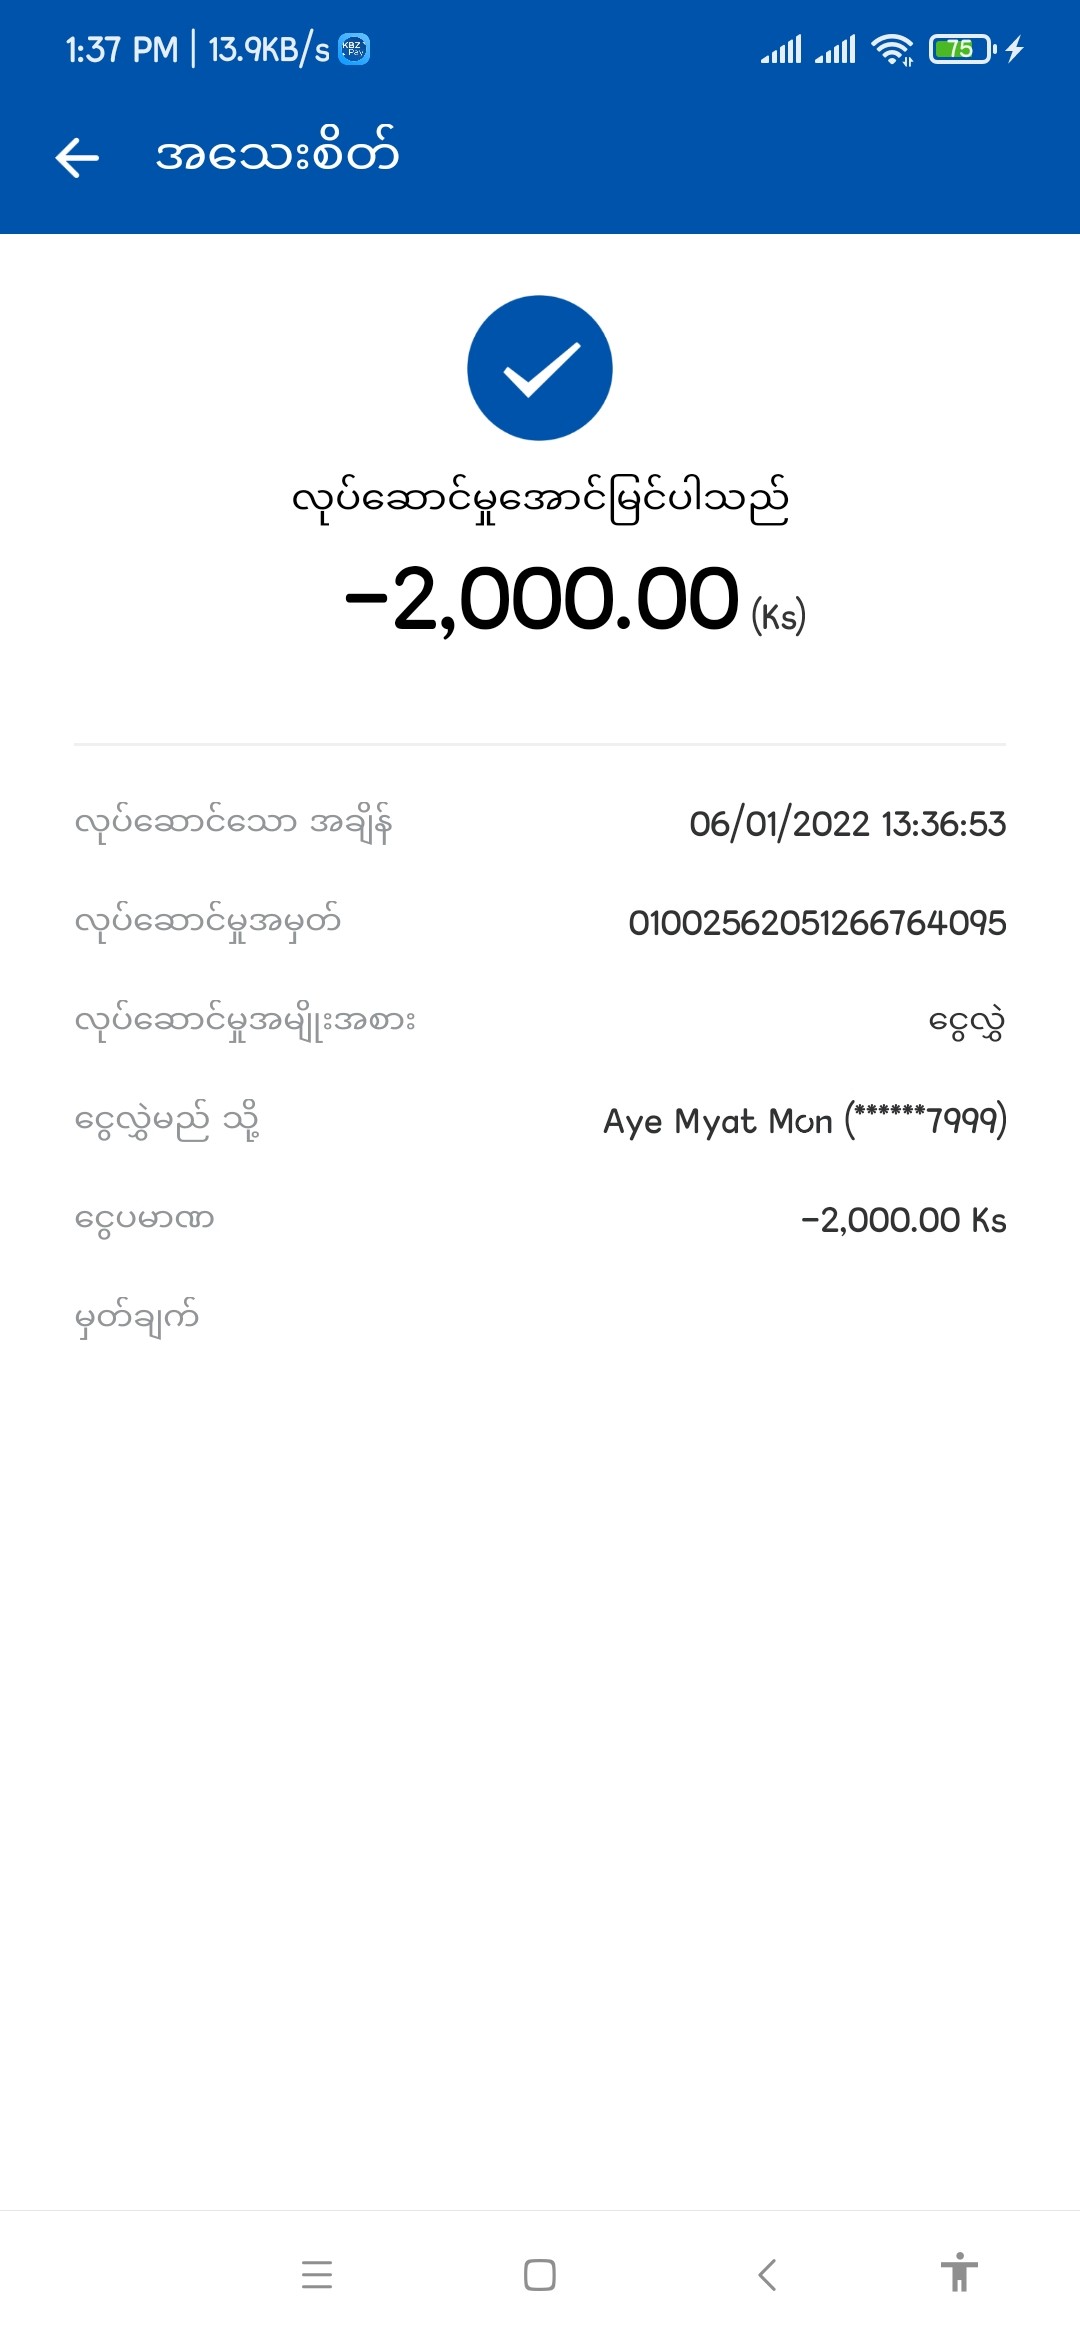 1:37 PM | 13.9KB/s KBZ Pay 75
အသေးစိတ်
လုပ်ဆောင်မှုအောင်မြင်ပါသည်
-2,000.00 (Ks)
လုပ်ဆောင်သော အချိန် 06/01/2022 13:36:53
လုပ်ဆောင်မှုအမှတ် 01002562051266764095
လုပ်ဆောင်မှုအမျိုးအစား ငွေလွှဲ
ငွေလွှဲမည် သို့ Aye Myat Mon (******7999)
ငွေပမာဏ -2,000.00 Ks
မှတ်ချက်